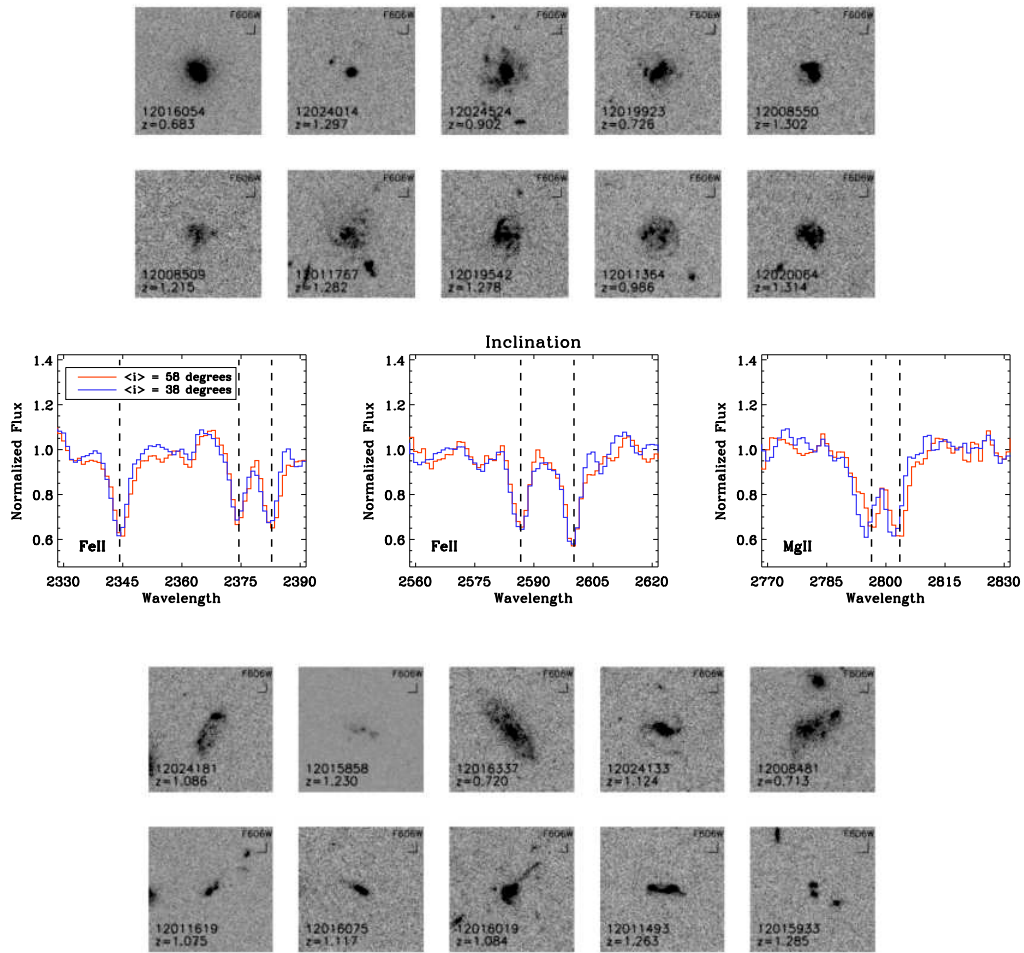 F606W
12016054
z=0.683
F606W
12024014
z=1.297
F606W
12024524
z=0.902
F606W
12019923
z=0.726
F606W
12008550
z=1.302
F606W
12008509
z=1.215
F606W
12011767
z=1.282
F606W
12019542
z=1.278
F606W
12011364
z=0.986
F606W
12020064
z=1.314
Inclination
1.4
1.2
1.0
0.8
0.6
Normalized Flux
<i> = 58 degrees
<i> = 38 degrees
FeII
2330 2345 2360 2375 2390
Wavelength
1.4
1.2
1.0
0.8
0.6
Normalized Flux
FeII
2560 2575 2590 2605 2620
Wavelength
1.4
1.2
1.0
0.8
0.6
Normalized Flux
MgII
2770 2785 2800 2815 2830
Wavelength
F606W
12024181
z=1.086
F606W
12015858
z=1.230
F606W
12016337
z=0.720
F606W
12024133
z=1.124
F606W
12008481
z=0.713
F606W
12011619
z=1.075
F606W
12016075
z=1.117
F606W
12016019
z=1.084
F606W
12011493
z=1.263
F606W
12015933
z=1.285